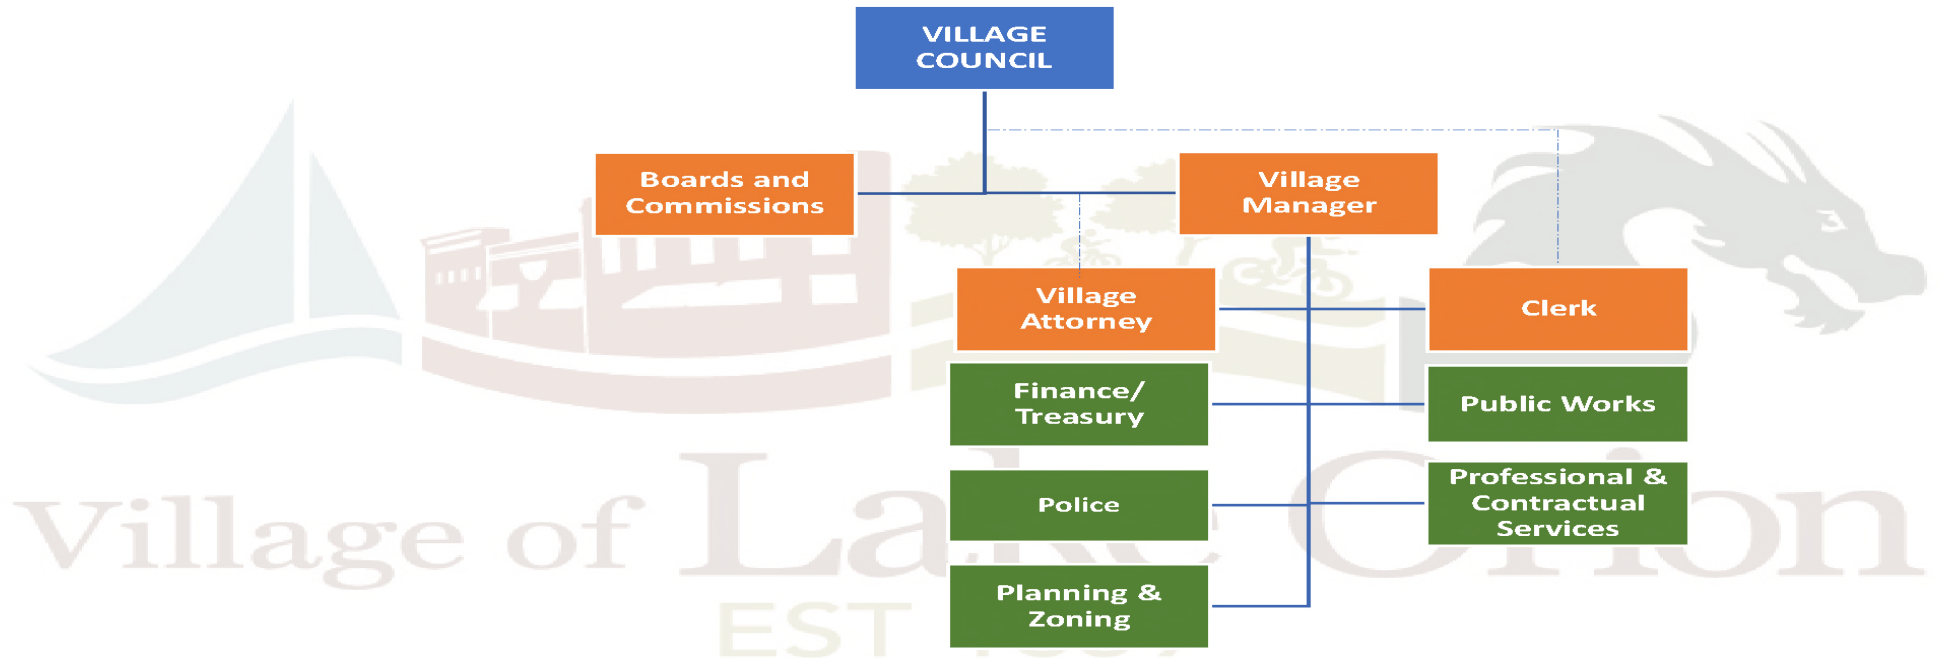 VILLAGE
COUNCIL
Boards and
Commissions
Village
Manager
Village
Attorney
Clerk
Finance/
Treasury
Public Works
Police
Professional &
Contractual
Services
Planning &
Zoning
Village of Lake Orion
EST